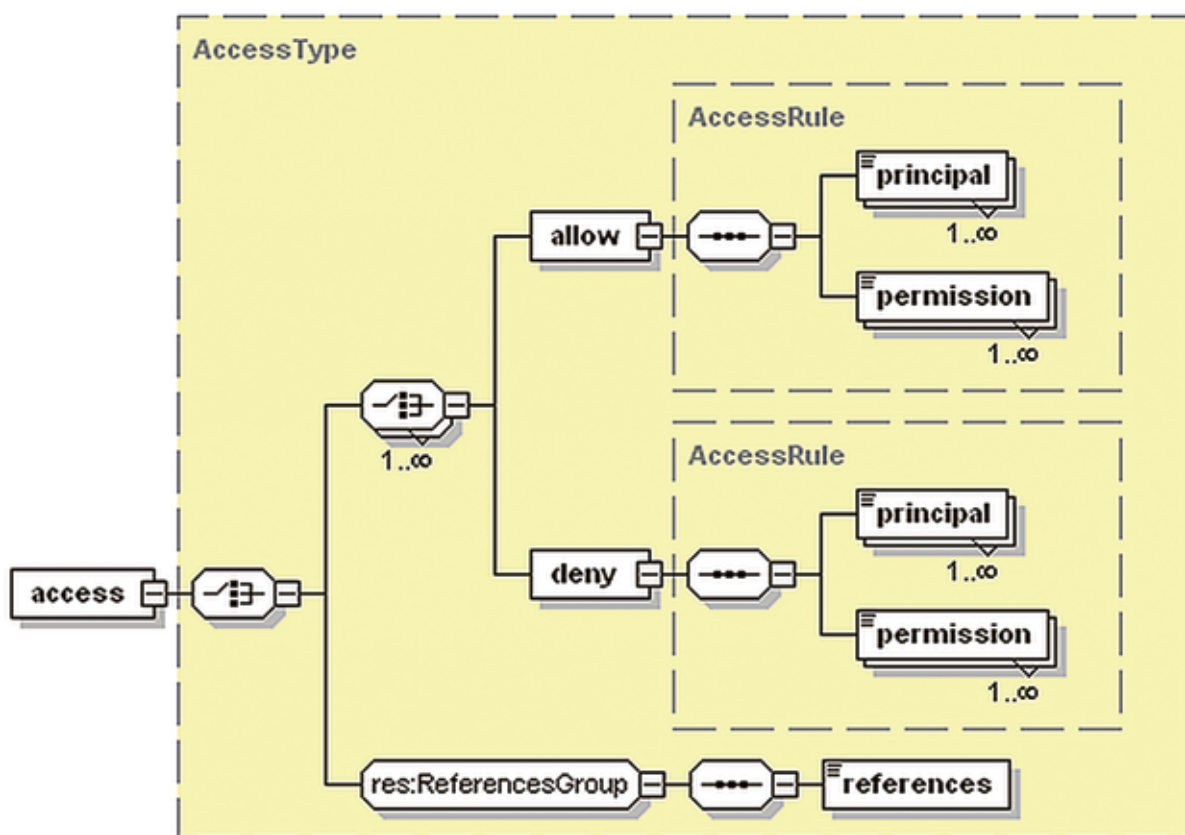 AccessType
AccessRule
principal
1..∞
allow
permission
1..∞
1..∞
AccessRule
principal
1..∞
deny
access
permission
1..∞
res:ReferencesGroup
references